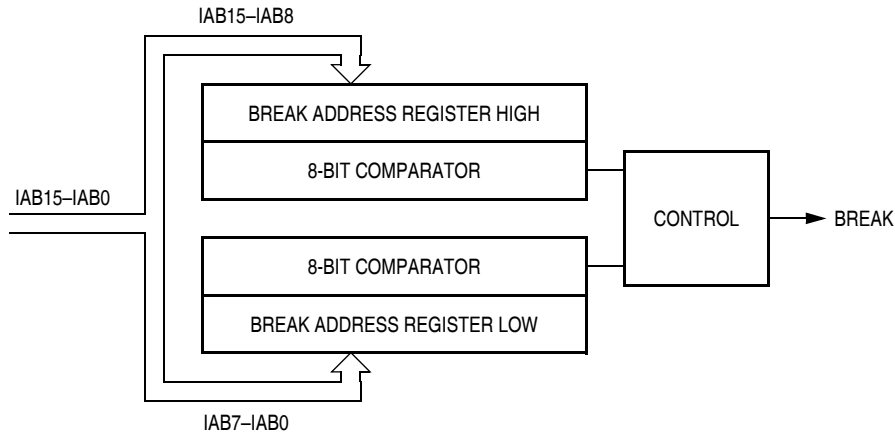 IAB15–IAB8
BREAK ADDRESS REGISTER HIGH
8-BIT COMPARATOR
IAB15–IAB0
CONTROL
BREAK
8-BIT COMPARATOR
BREAK ADDRESS REGISTER LOW
IAB7–IAB0